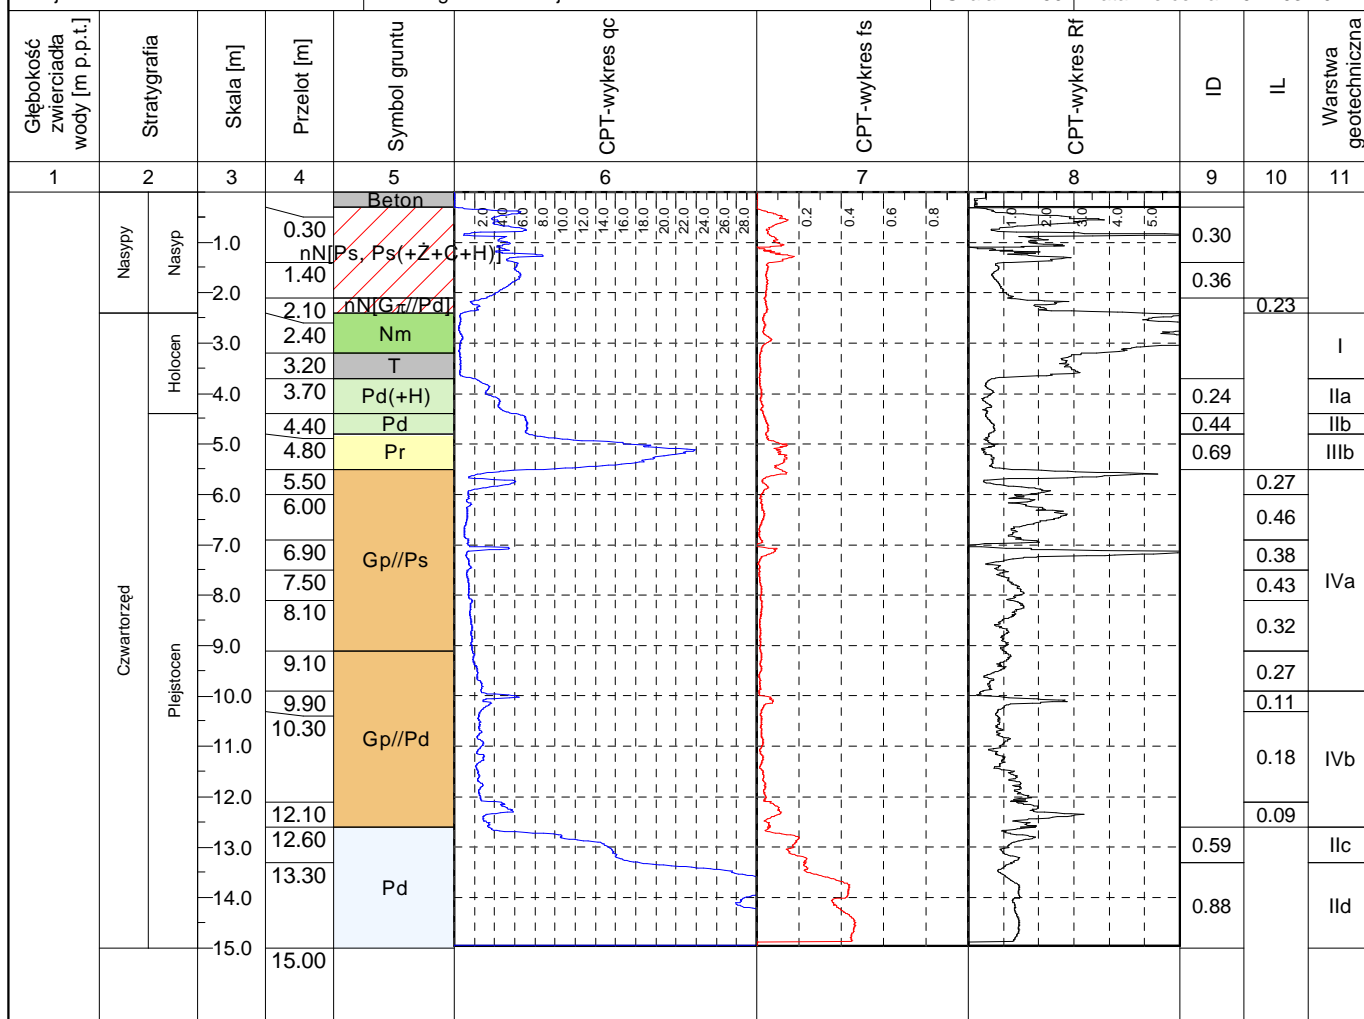 Głębokość
zwierciadła
wody [m p.p.t.]
Stratygrafia
Skala [m]
Przelot [m]
Symbol gruntu
CPT-wykres qc
CPT-wykres fs
CPT-wykres Rf
ID
IL
Warstwa
geotechniczna
1 2 3 4 5 6 7 8 9 10 11
Nasypy
Nasyp
Holocen
Czwartorzęd
Plejstocen
1.0
2.0
3.0
4.0
5.0
6.0
7.0
8.0
9.0
10.0
11.0
12.0
13.0
14.0
15.0
0.30
1.40
2.10
2.40
3.20
3.70
4.40
4.80
5.50
6.00
6.90
7.50
8.10
9.10
9.90
10.30
12.10
12.60
13.30
15.00
Beton
nN[Ps, Ps(+Ż+C+H)]
nN[Gπ//Pd]
Nm
T
Pd(+H)
Pd
Pr
Gp//Ps
Gp//Pd
Pd
2.0 4.0 6.0 8.0 10.0 12.0 14.0 16.0 18.0 20.0 22.0 24.0 26.0 28.0
0.2 0.4 0.6 0.8
1.0 2.0 3.0 4.0 5.0
0.30
0.36
0.24
0.44
0.69
0.59
0.88
0.23
0.27
0.46
0.38
0.43
0.32
0.27
0.11
0.18
0.09
I
IIa
IIb
IIIb
IVa
IVb
IIc
IId